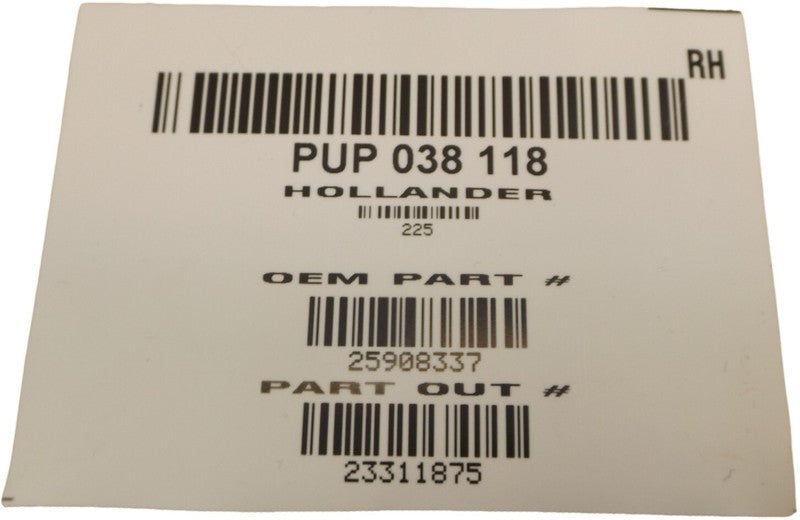 RH
PUP 038 118
HOLLANDER
225
OEM PART #
25908337
PART OUT #
23311875